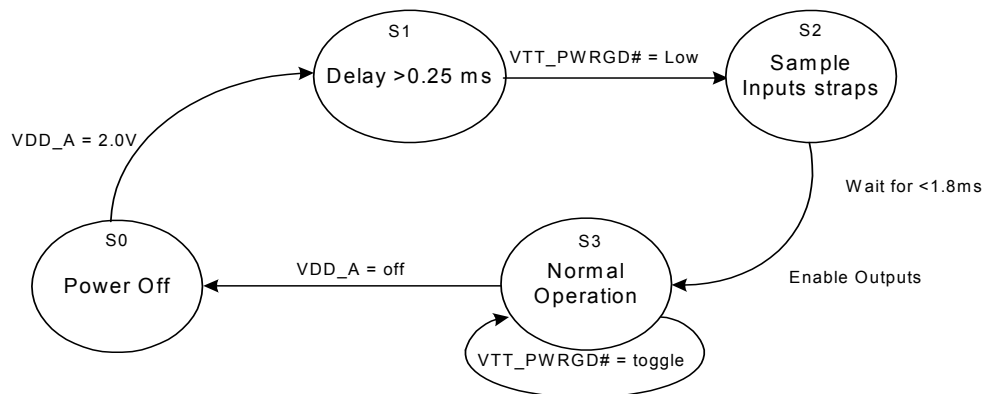 S1
Delay >0.25 ms
VTT_PWRGD# = Low
S2
Sample
Inputs straps
VDD_A = 2.0V
Wait for <1.8ms
S0
Power Off
VDD_A = off
S3
Normal
Operation
Enable Outputs
VTT_PWRGD# = toggle